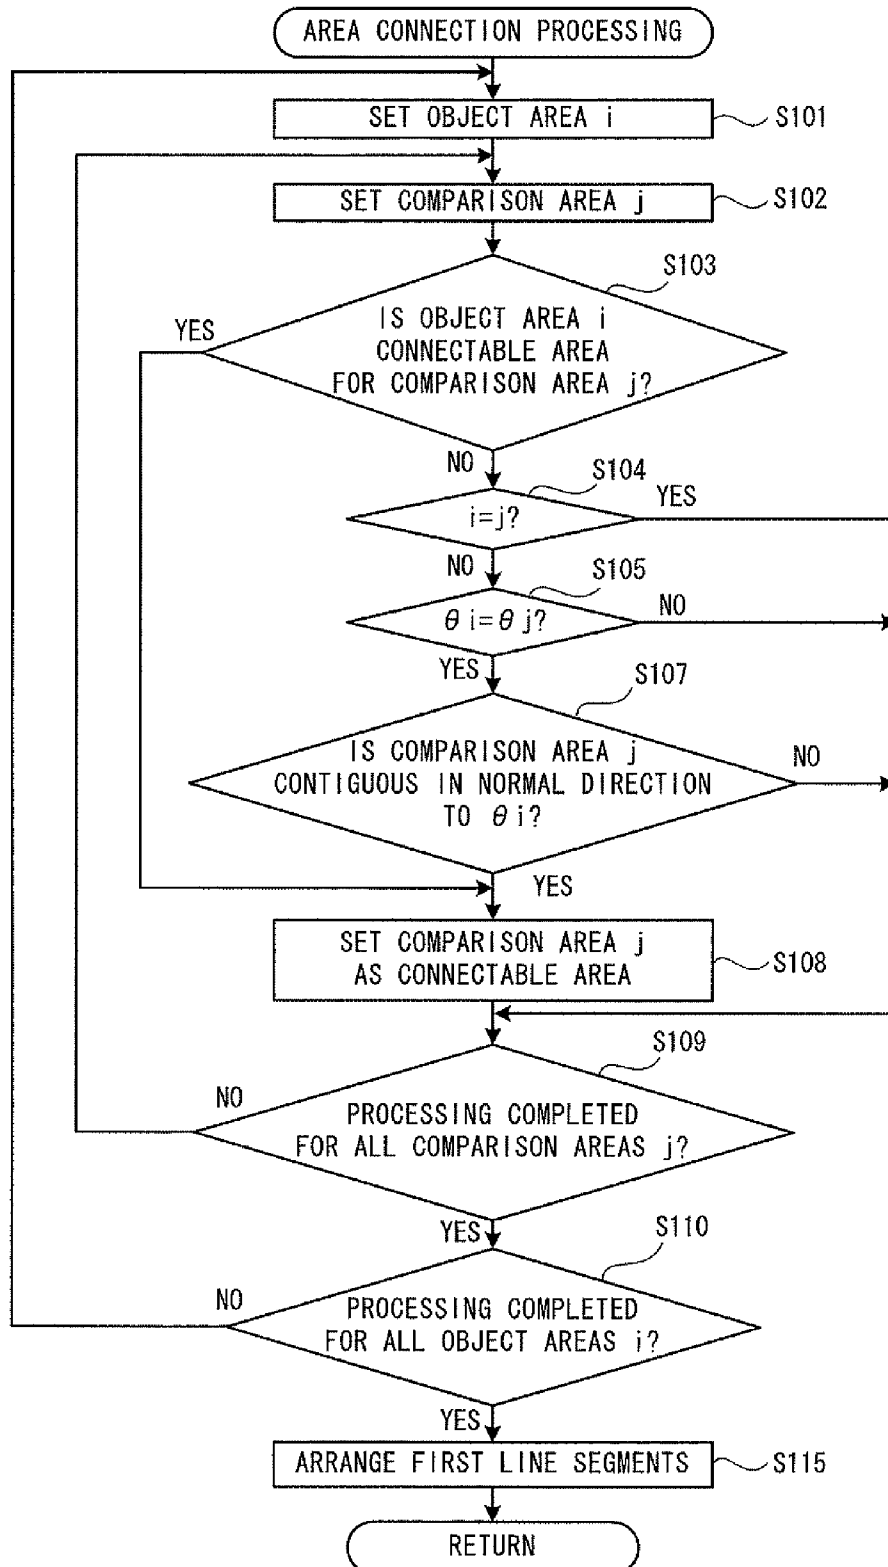 AREA CONNECTION PROCESSING
SET OBJECT AREA i
S101
SET COMPARISON AREA j
S102
S103
YES
IS OBJECT AREA i
CONNECTABLE AREA
FOR COMPARISON AREA j?
NO
S104
YES
i=j?
NO
S105
NO
θi=θj?
YES
S107
IS COMPARISON AREA j
CONTIGUOUS IN NORMAL DIRECTION
TO θi?
NO
YES
SET COMPARISON AREA j
AS CONNECTABLE AREA
S108
S109
NO
PROCESSING COMPLETED
FOR ALL COMPARISON AREAS j?
YES
S110
NO
PROCESSING COMPLETED
FOR ALL OBJECT AREAS i?
YES
ARRANGE FIRST LINE SEGMENTS
S115
RETURN